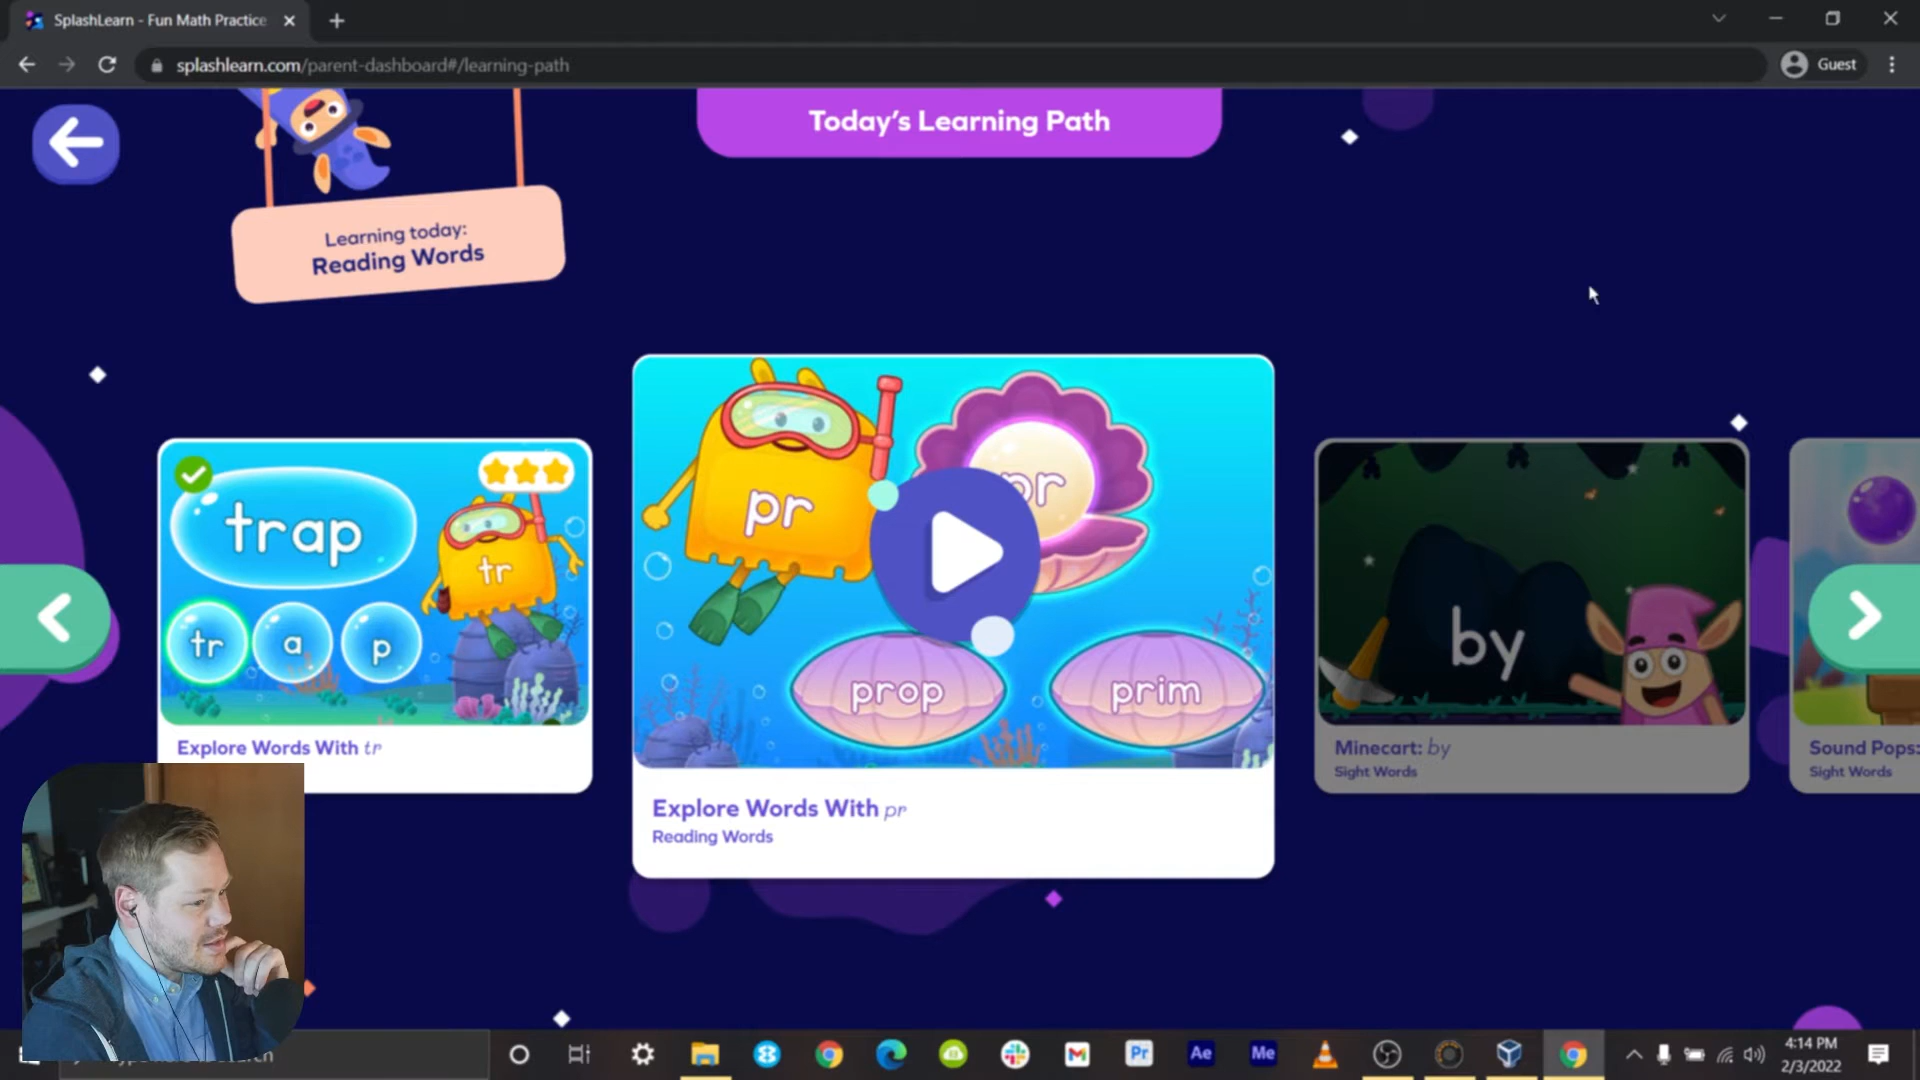 SplashLearn - Fun Math Practice
splashlearn.com/parent-dashboard#/learning-path
Guest
Today's Learning Path
Learning today:
Reading Words
trap
tr
tr a p
Explore Words With tr
pr
pr
prop
prim
Explore Words With pr
Reading Words
by
Minecart: by
Sight Words
Sound Pops:
Sight Words
Pr
Ae
Me
4:14 PM
2/3/2022